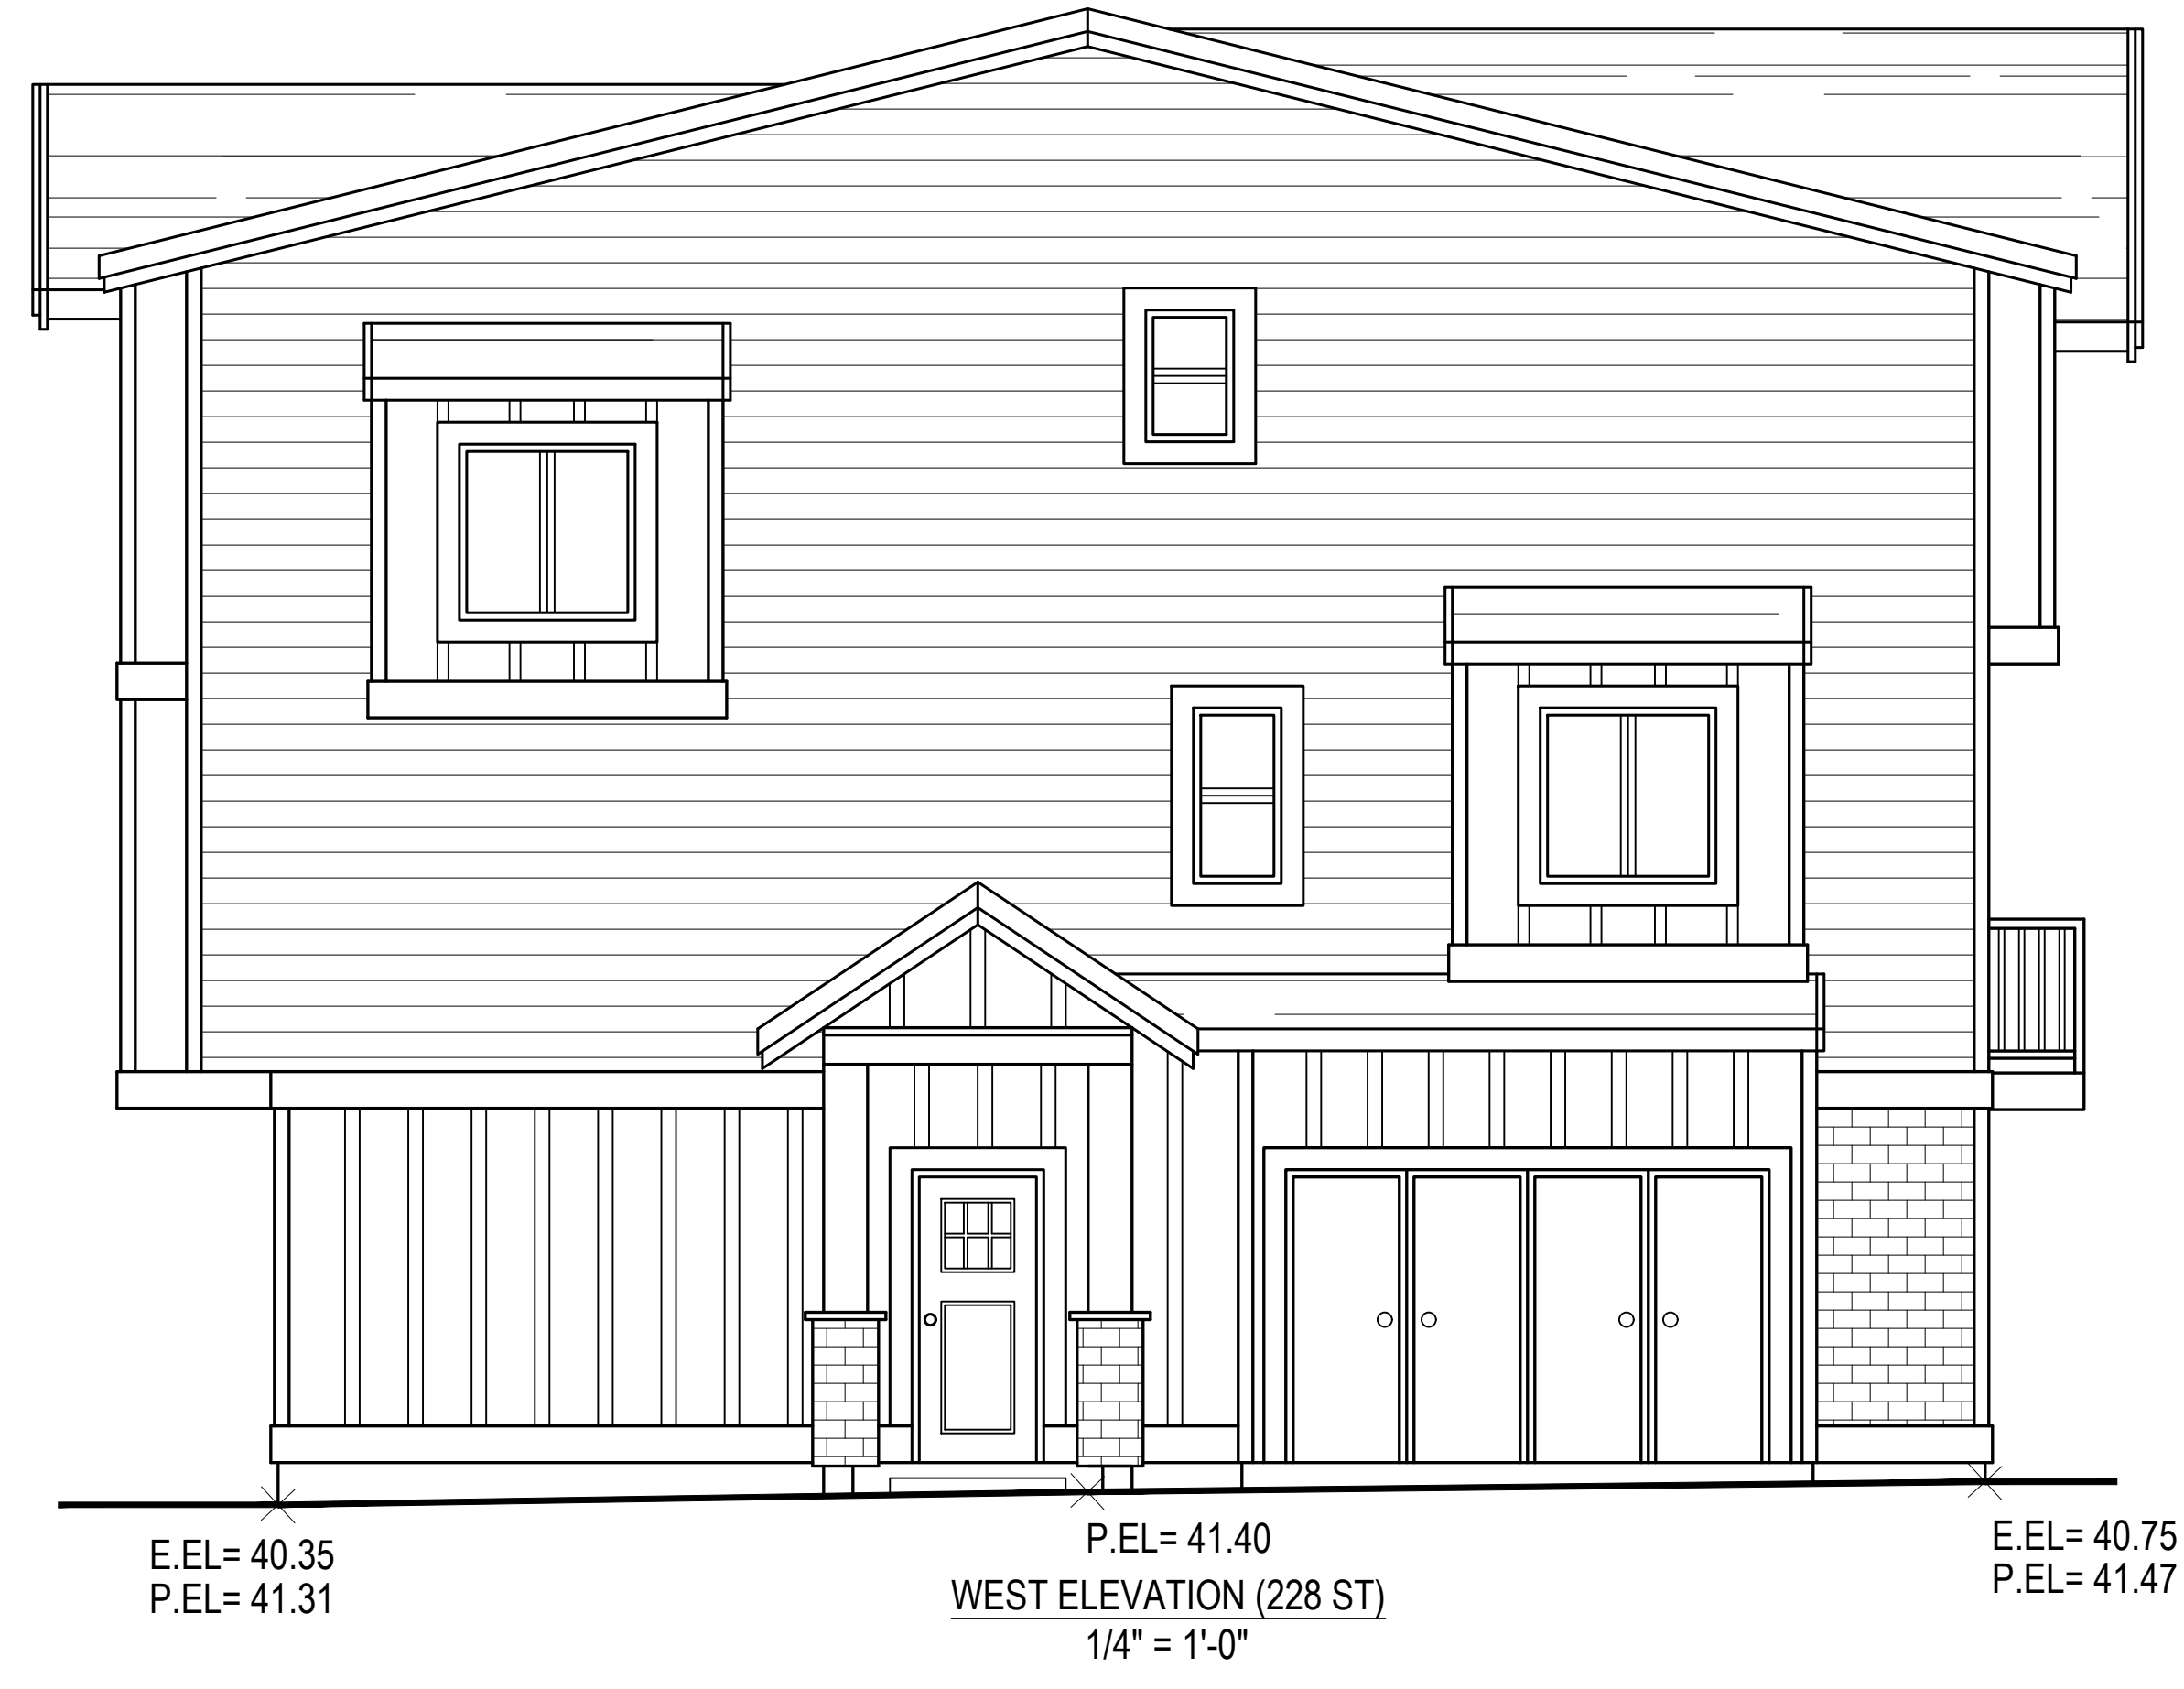 E.EL= 40.35
P.EL= 41.31
P.EL= 41.40
WEST ELEVATION (228 ST)
1/4" = 1'-0"
E.EL= 40.75
P.EL= 41.47